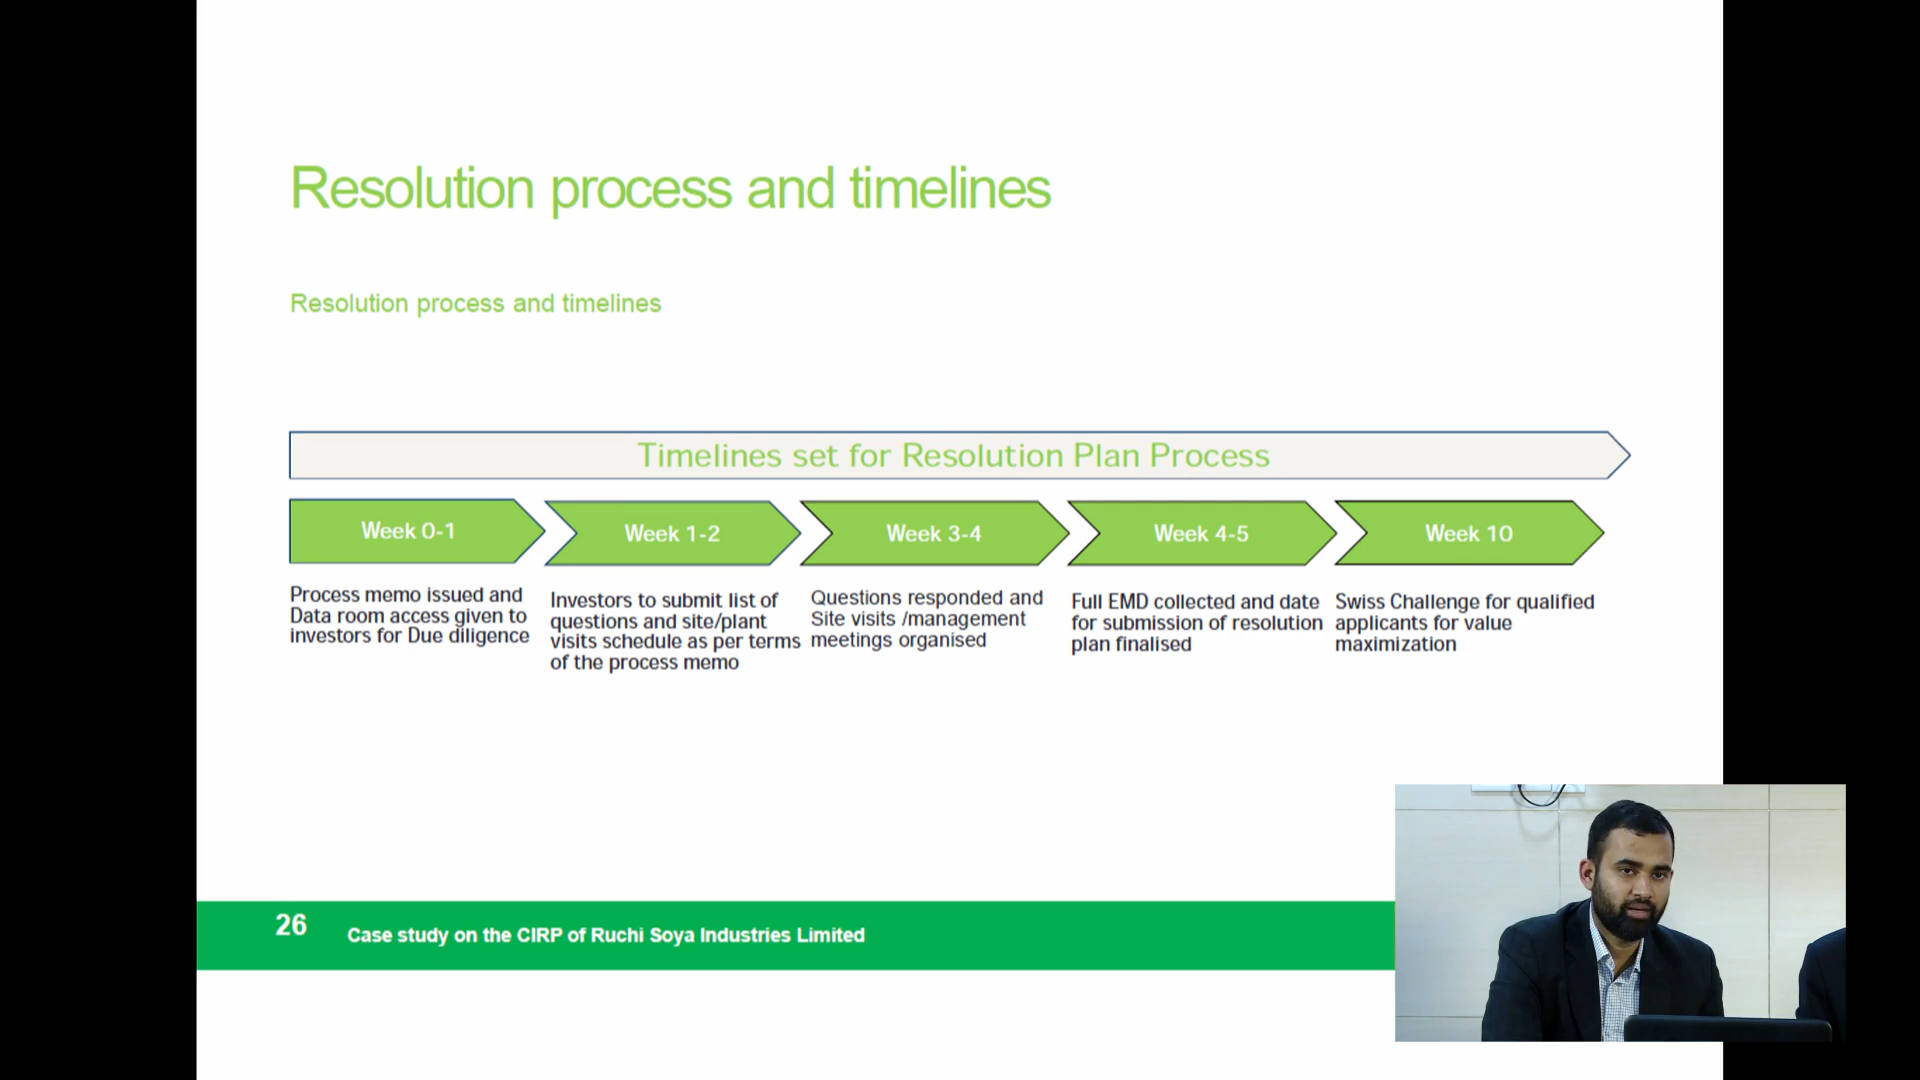 Resolution process and timelines
Resolution process and timelines
Timelines set for Resolution Plan Process
Week 0-1
Week 1-2
Week 3-4
Week 4-5
Week 10
Process memo issued and
Data room access given to
investors for Due diligence
Investors to submit list of
questions and site/plant
visits schedule as per terms
of the process memo
Questions responded and
Site visits /management
meetings organised
Full EMD collected and date
for submission of resolution
plan finalised
Swiss Challenge for qualified
applicants for value
maximization
26
Case study on the CIRP of Ruchi Soya Industries Limited